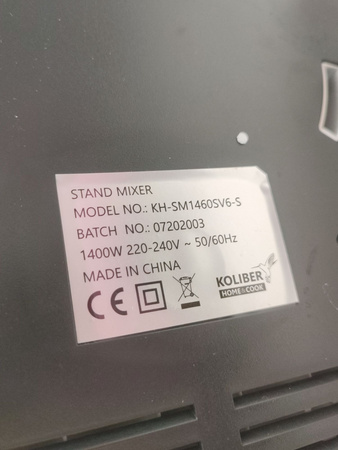 STAND MIXER
MODEL NO.: KH-SM1460SV6-S
BATCH NO.: 07202003
1400W 220-240V ~ 50/60Hz
MADE IN CHINA
CE
KOLIBER
HOME & COOK